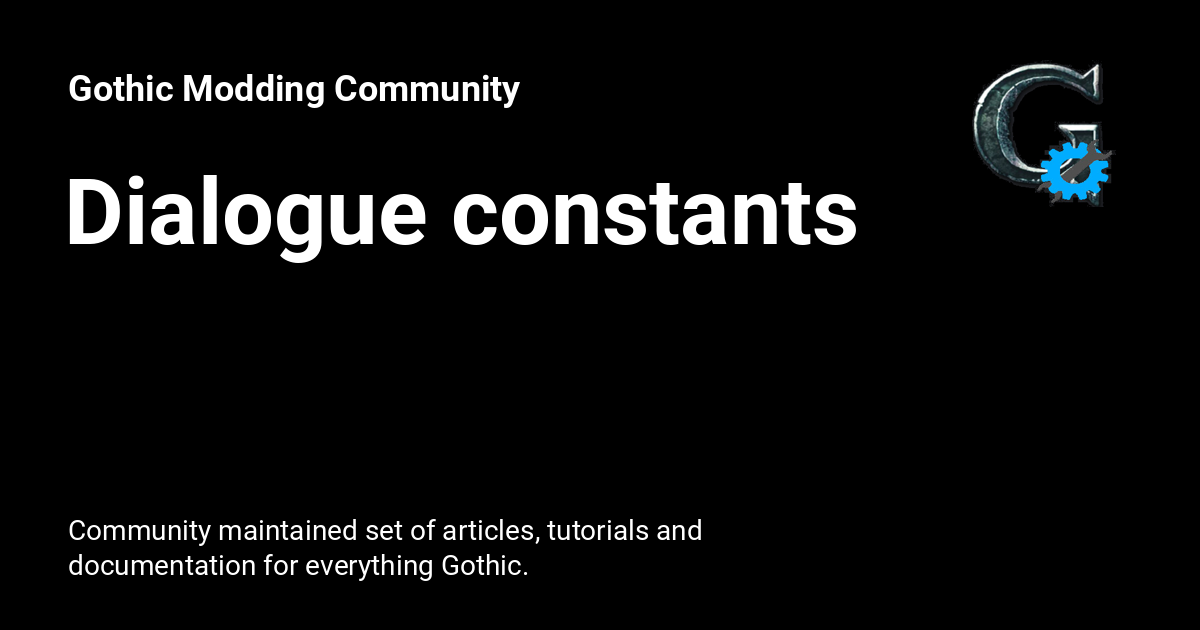 Gothic Modding Community
Dialogue constants
Community maintained set of articles, tutorials and
documentation for everything Gothic.
G